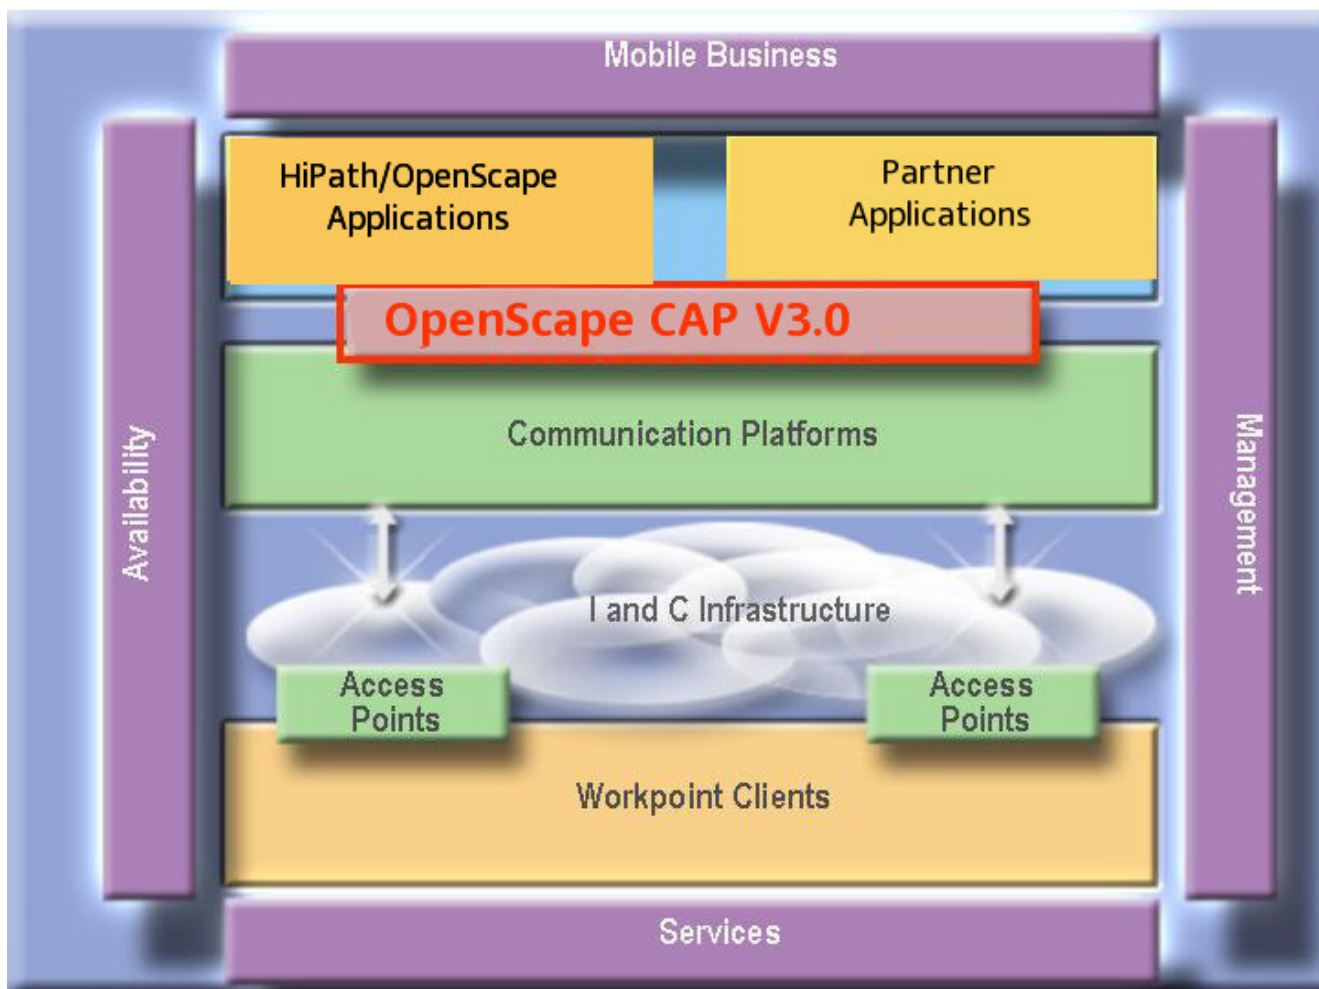 Mobile Business
HiPath/OpenScape
Applications
Partner
Applications
OpenScape CAP V3.0
Communication Platforms
Availability
Management
I and C Infrastructure
Access
Points
Access
Points
Workpoint Clients
Services